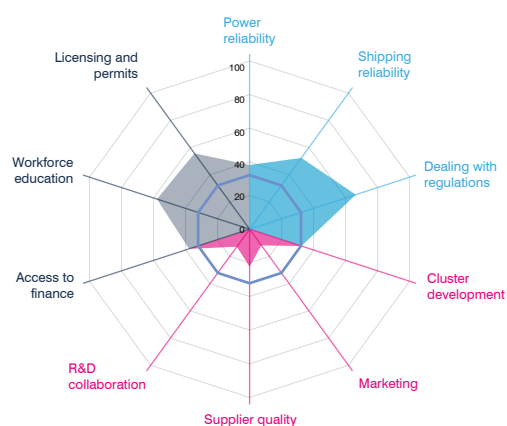 Power
reliability
Licensing and
permits
Shipping
reliability
100
80
60
40
20
0
Workforce
education
Dealing with
regulations
Access to
finance
Cluster
development
R&D
collaboration
Marketing
Supplier quality